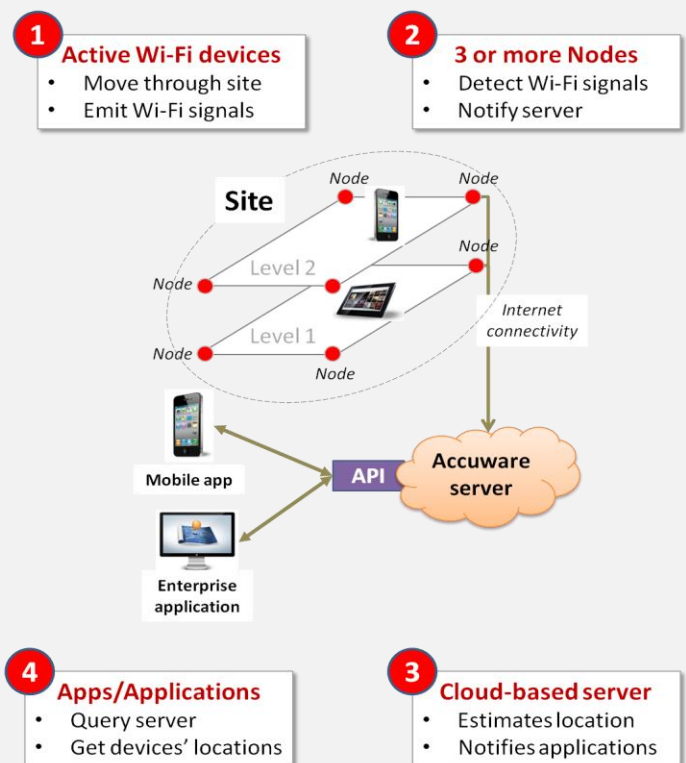 1
Active Wi-Fi devices
• Move through site
• Emit Wi-Fi signals
2
3 or more Nodes
• Detect Wi-Fi signals
• Notify server
Site
Node
Node
Node
Level 2
Node
Level 1
Node
Node
Internet
connectivity
Mobile app
API
Accuware
server
Enterprise
application
4
Apps/Applications
• Query server
• Get devices' locations
3
Cloud-based server
• Estimates location
• Notifies applications